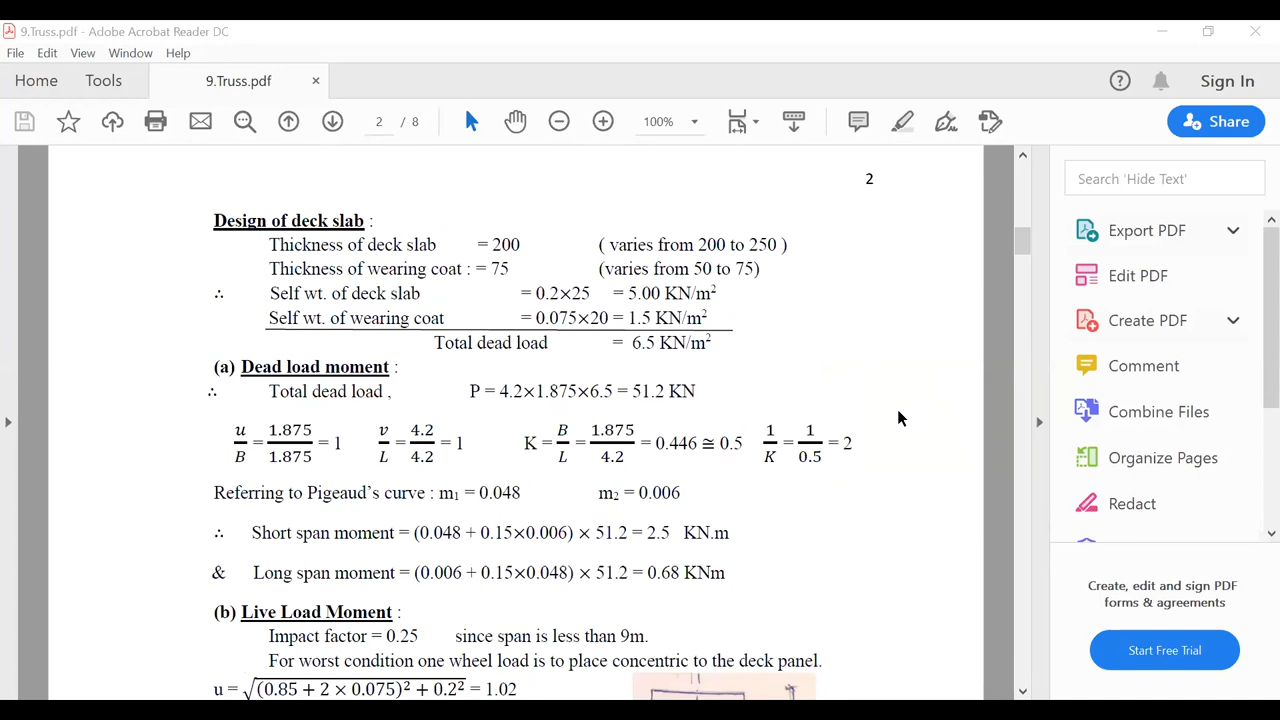 9.Truss.pdf - Adobe Acrobat Reader DC
File Edit View Window Help
Home Tools 9.Truss.pdf ×
Sign In
2 / 8 100% Share
2
Design of deck slab :
Thickness of deck slab = 200 ( varies from 200 to 250 )
Thickness of wearing coat : = 75 (varies from 50 to 75)
∴ Self wt. of deck slab = 0.2×25 = 5.00 KN/m²
Self wt. of wearing coat = 0.075×20 = 1.5 KN/m²
Total dead load = 6.5 KN/m²
(a) Dead load moment :
∴ Total dead load , P = 4.2×1.875×6.5 = 51.2 KN
u/B = 1.875/1.875 = 1 v/L = 4.2/4.2 = 1 K = B/L = 1.875/4.2 = 0.446 ≅ 0.5 1/K = 1/0.5 = 2
Referring to Pigeaud's curve : m₁ = 0.048 m₂ = 0.006
∴ Short span moment = (0.048 + 0.15×0.006) × 51.2 = 2.5 KN.m
& Long span moment = (0.006 + 0.15×0.048) × 51.2 = 0.68 KNm
(b) Live Load Moment :
Impact factor = 0.25 since span is less than 9m.
For worst condition one wheel load is to place concentric to the deck panel.
u = √(0.85 + 2 × 0.075)² + 0.2² = 1.02
Search 'Hide Text'
Export PDF
Edit PDF
Create PDF
Comment
Combine Files
Organize Pages
Redact
Create, edit and sign PDF
forms & agreements
Start Free Trial